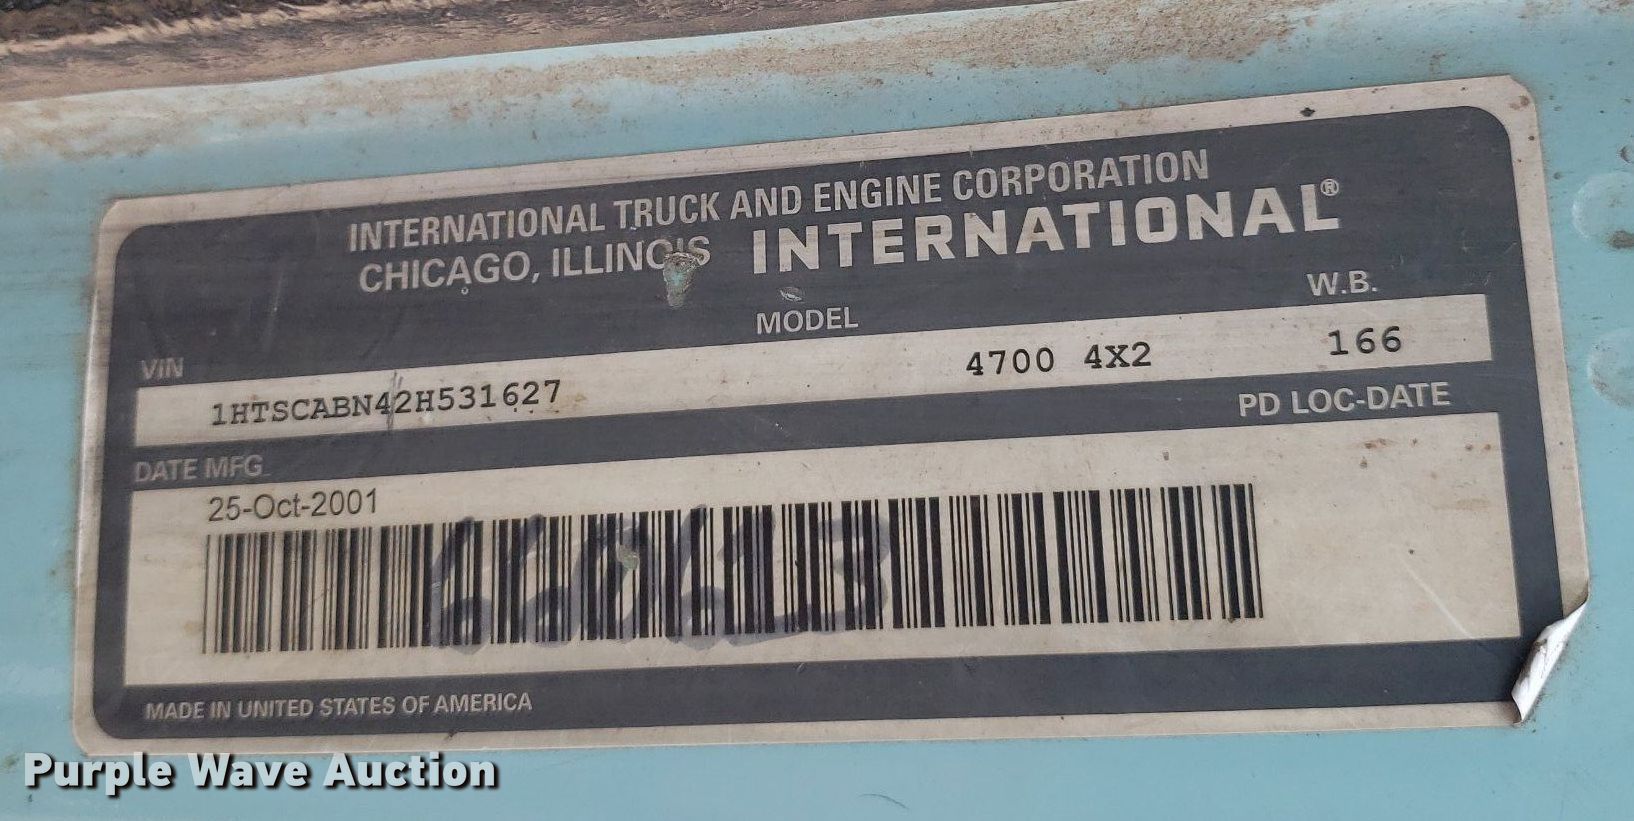 INTERNATIONAL TRUCK AND ENGINE CORPORATION
CHICAGO, ILLINOIS INTERNATIONAL®
VIN MODEL W.B.
1HTSCABN42H531627 4700 4X2 166
DATE MFG PD LOC-DATE
25-Oct-2001
66063
MADE IN UNITED STATES OF AMERICA
Purple Wave Auction